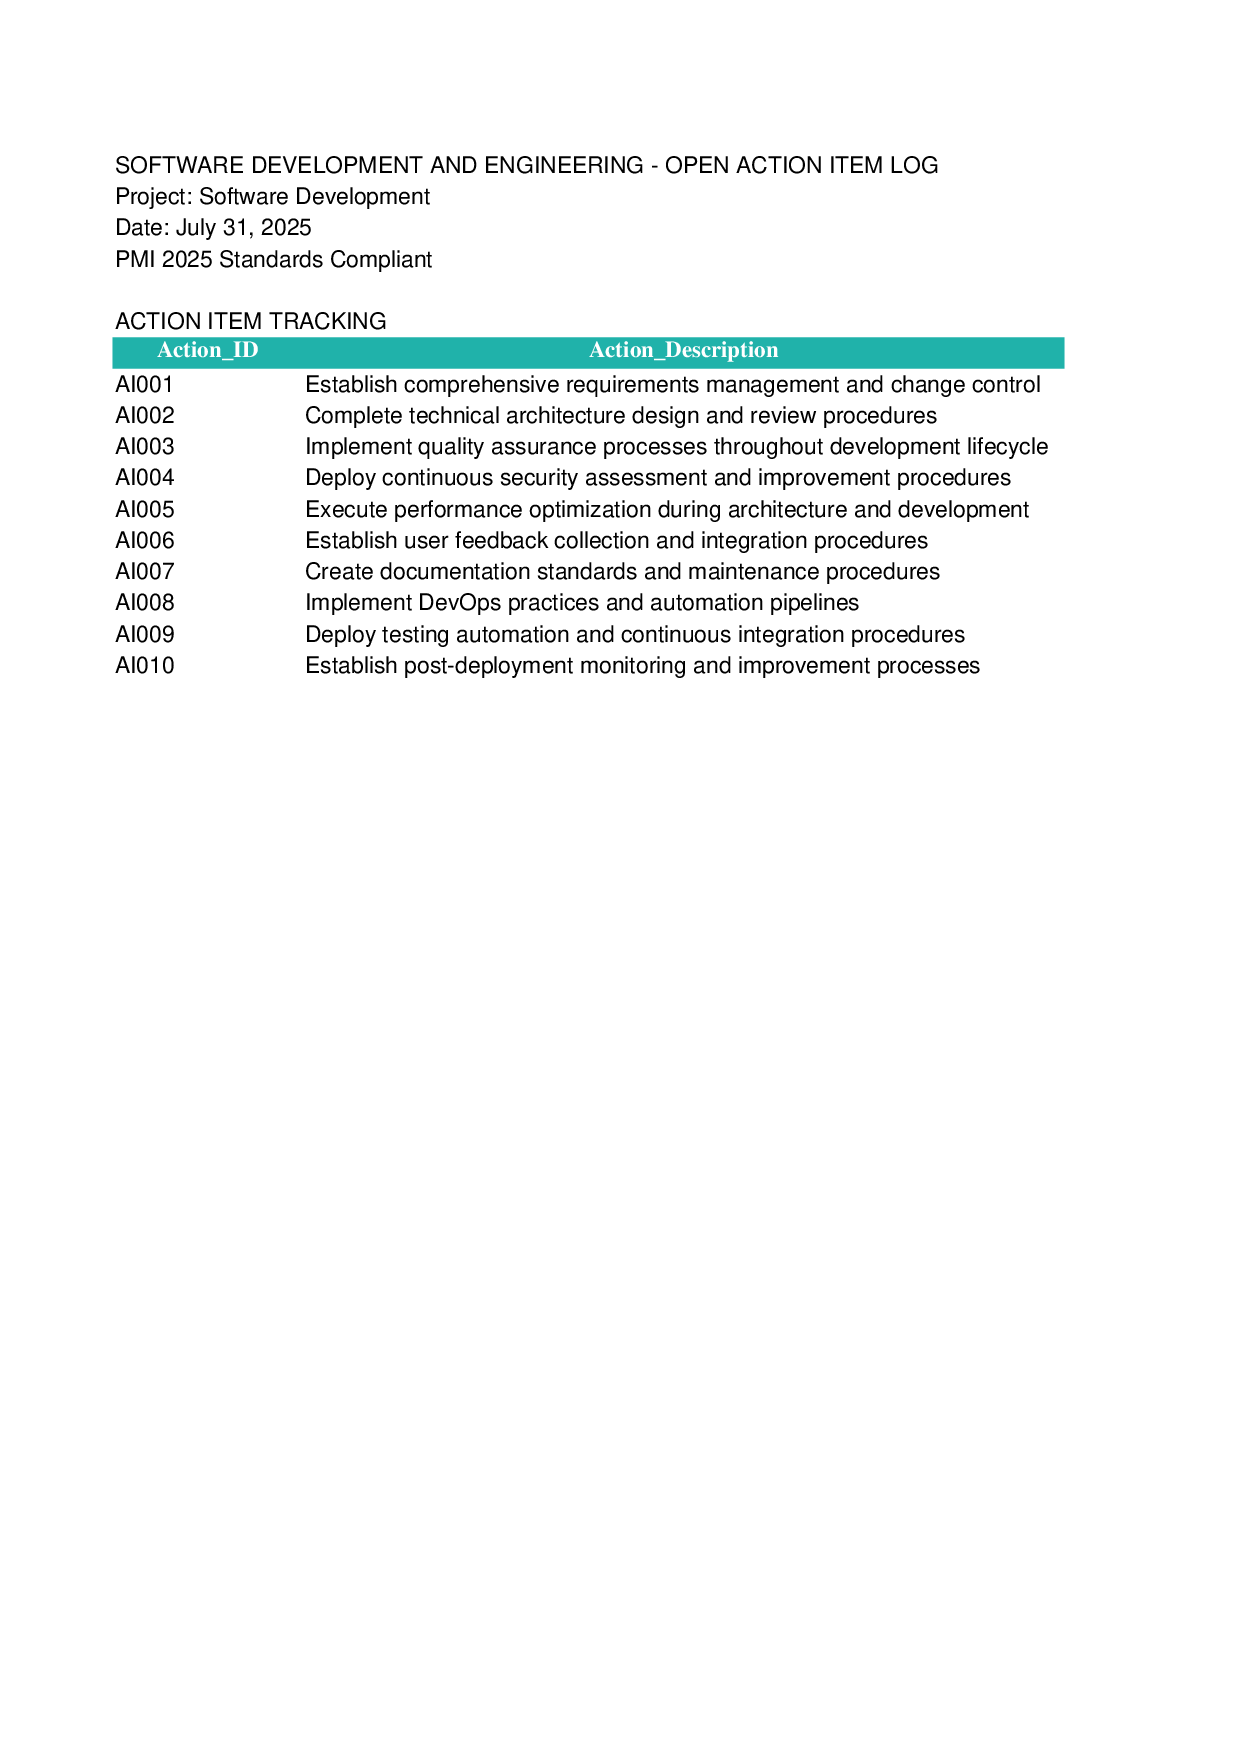 SOFTWARE DEVELOPMENT AND ENGINEERING - OPEN ACTION ITEM LOG
Project: Software Development
Date: July 31, 2025
PMI 2025 Standards Compliant
ACTION ITEM TRACKING
Action_ID Action_Description
AI001 Establish comprehensive requirements management and change control
AI002 Complete technical architecture design and review procedures
AI003 Implement quality assurance processes throughout development lifecycle
AI004 Deploy continuous security assessment and improvement procedures
AI005 Execute performance optimization during architecture and development
AI006 Establish user feedback collection and integration procedures
AI007 Create documentation standards and maintenance procedures
AI008 Implement DevOps practices and automation pipelines
AI009 Deploy testing automation and continuous integration procedures
AI010 Establish post-deployment monitoring and improvement processes